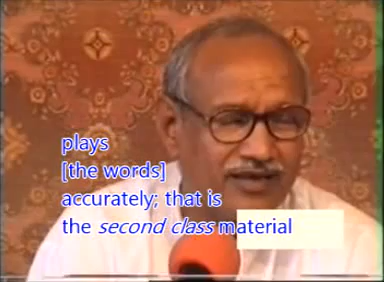 plays
[the words]
accurately; that is
the second class material